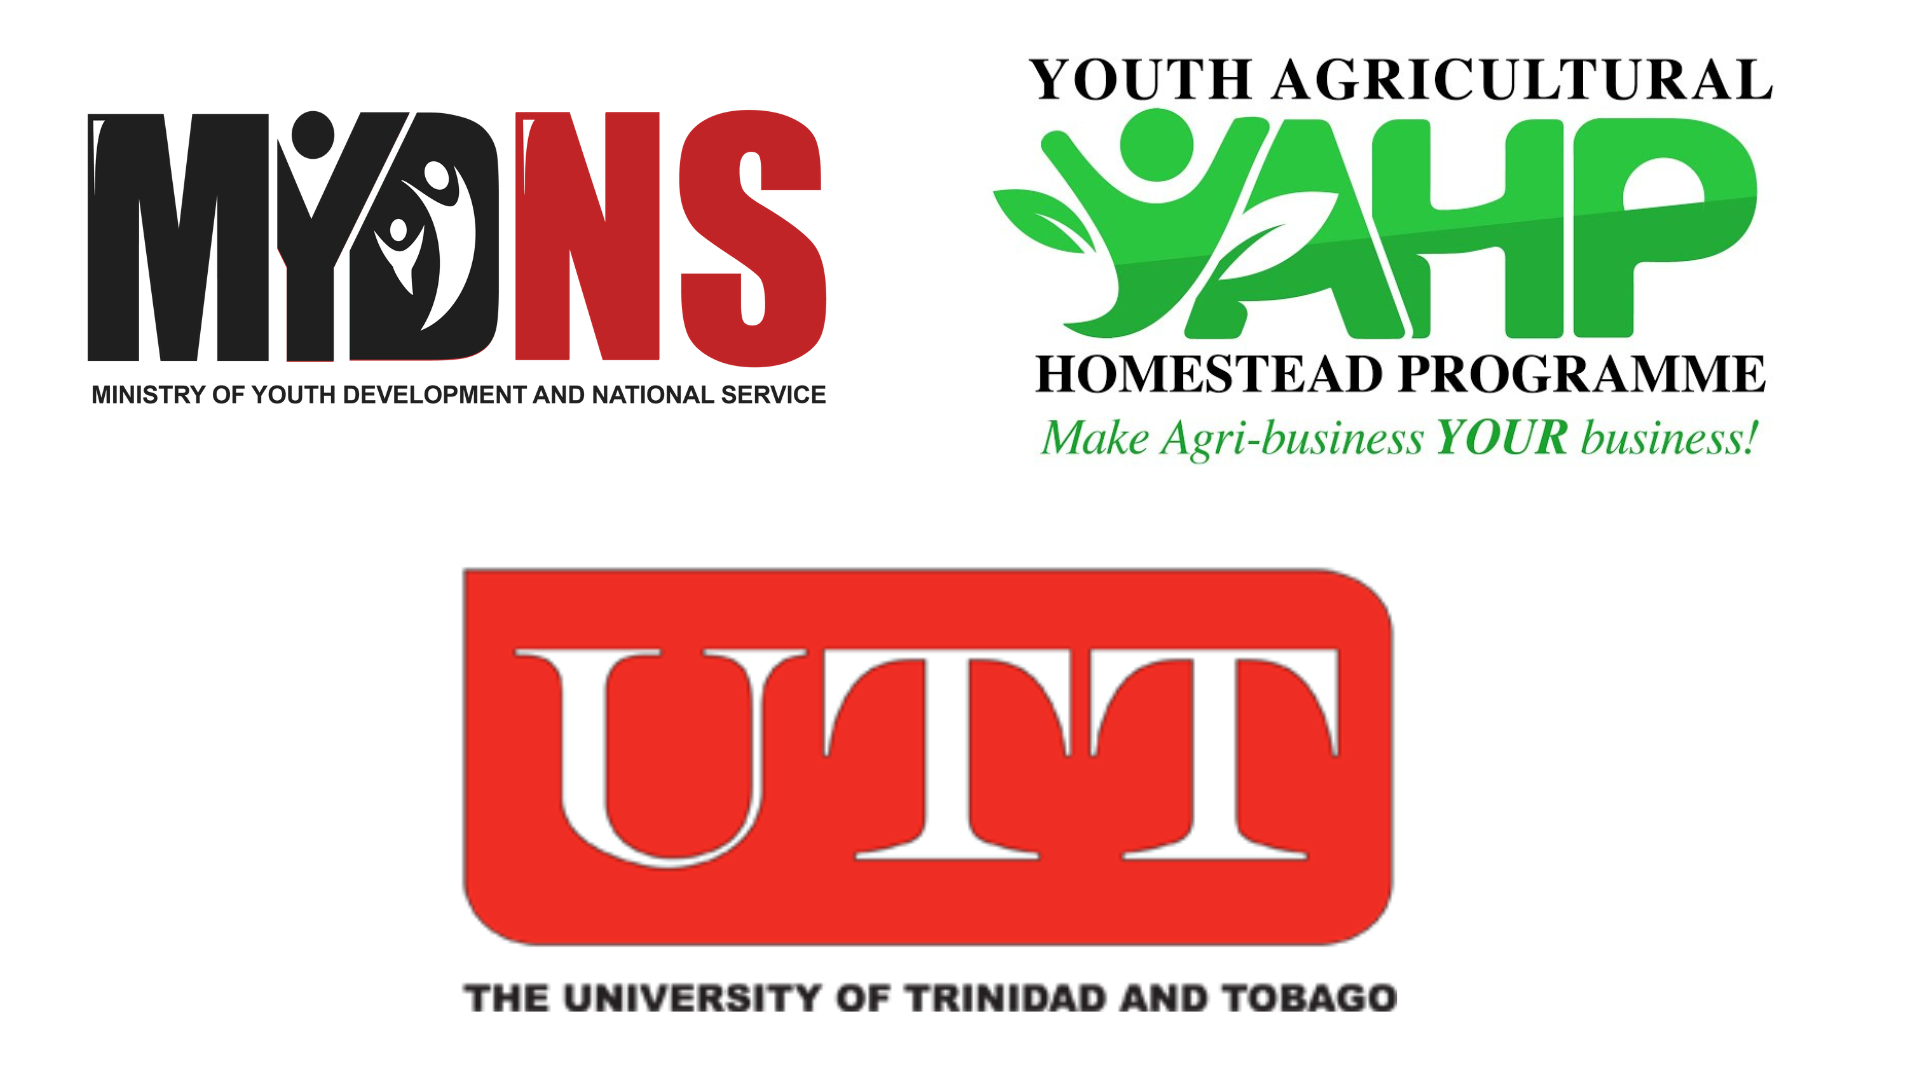 MYDNS
MINISTRY OF YOUTH DEVELOPMENT AND NATIONAL SERVICE
YOUTH AGRICULTURAL
YAHP
HOMESTEAD PROGRAMME
Make Agri-business YOUR business!
UTT
THE UNIVERSITY OF TRINIDAD AND TOBAGO